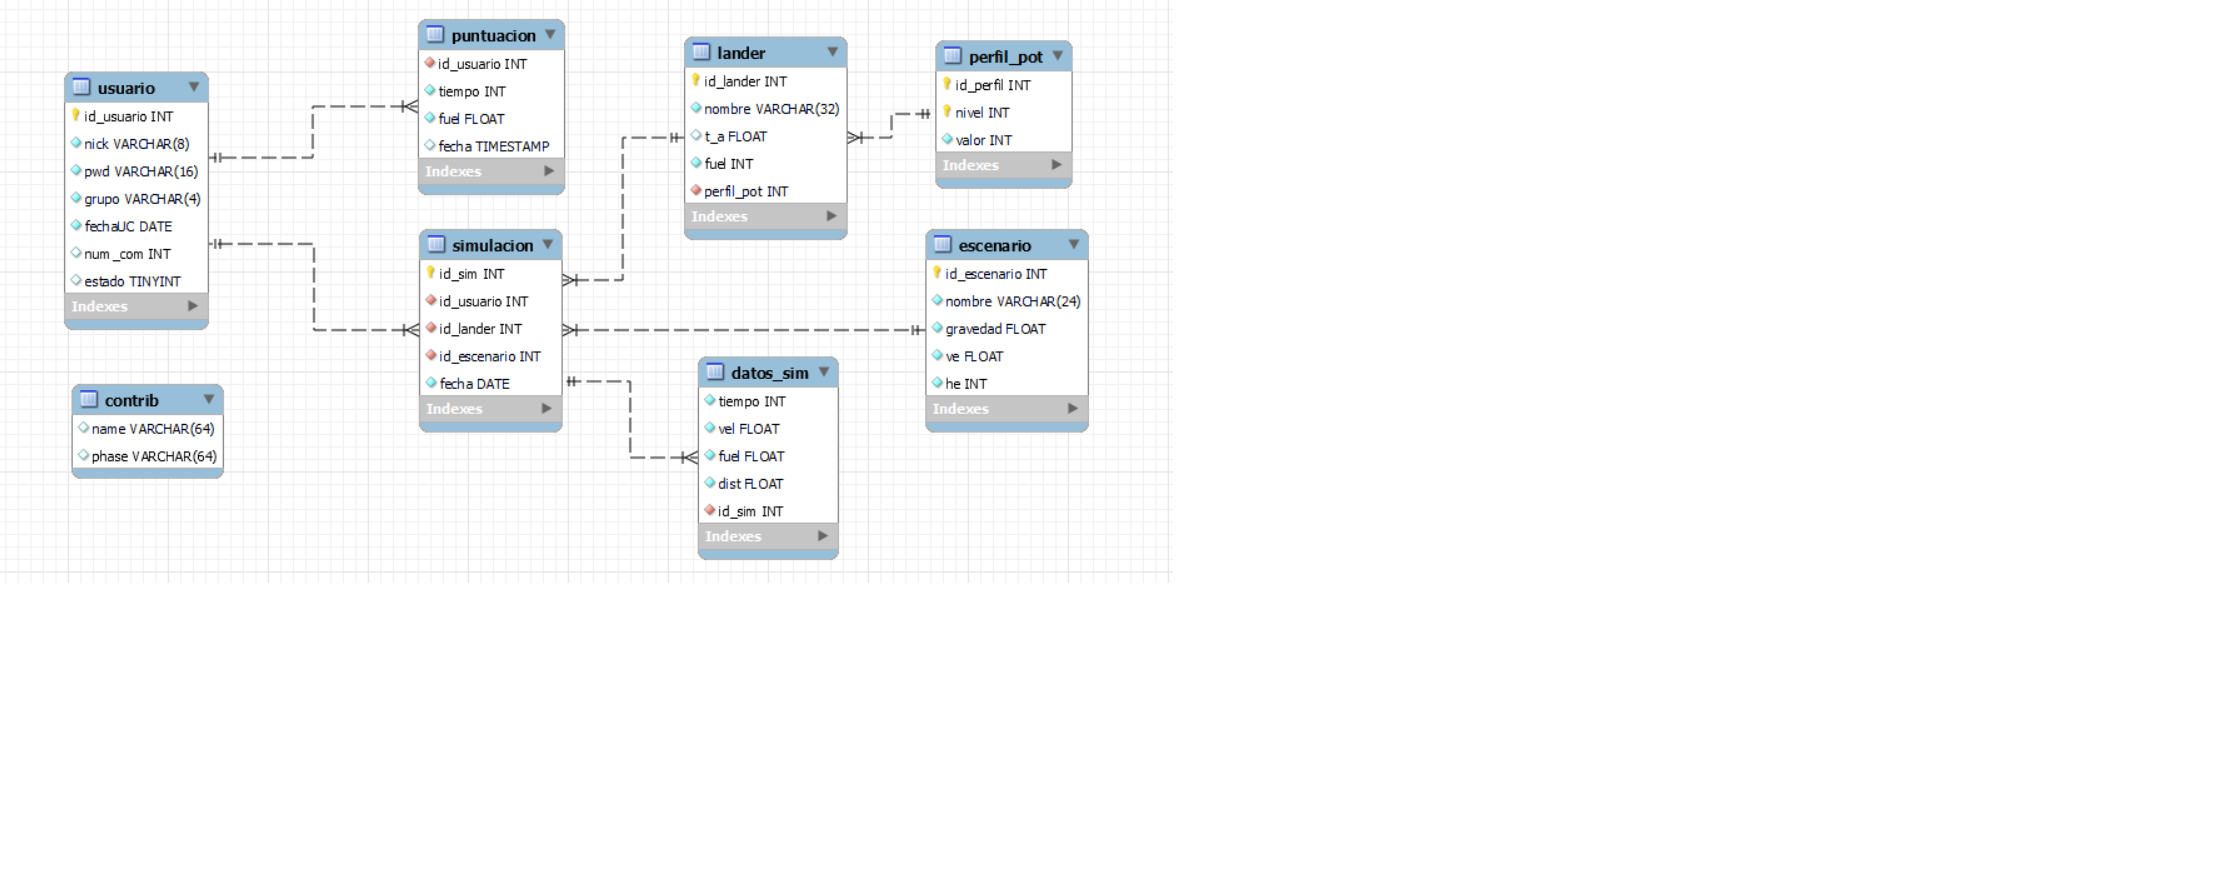 usuario
id_usuario INT
nick VARCHAR(8)
pwd VARCHAR(16)
grupo VARCHAR(4)
fechaUC DATE
num_com INT
estado TINYINT
Indexes
contrib
name VARCHAR(64)
phase VARCHAR(64)
puntuacion
id_usuario INT
tiempo INT
fuel FLOAT
fecha TIMESTAMP
Indexes
simulacion
id_sim INT
id_usuario INT
id_lander INT
id_escenario INT
fecha DATE
Indexes
lander
id_lander INT
nombre VARCHAR(32)
t_a FLOAT
fuel INT
perfil_pot INT
Indexes
datos_sim
tiempo INT
vel FLOAT
fuel FLOAT
dist FLOAT
id_sim INT
Indexes
perfil_pot
id_perfil INT
nivel INT
valor INT
Indexes
escenario
id_escenario INT
nombre VARCHAR(24)
gravedad FLOAT
ve FLOAT
he INT
Indexes